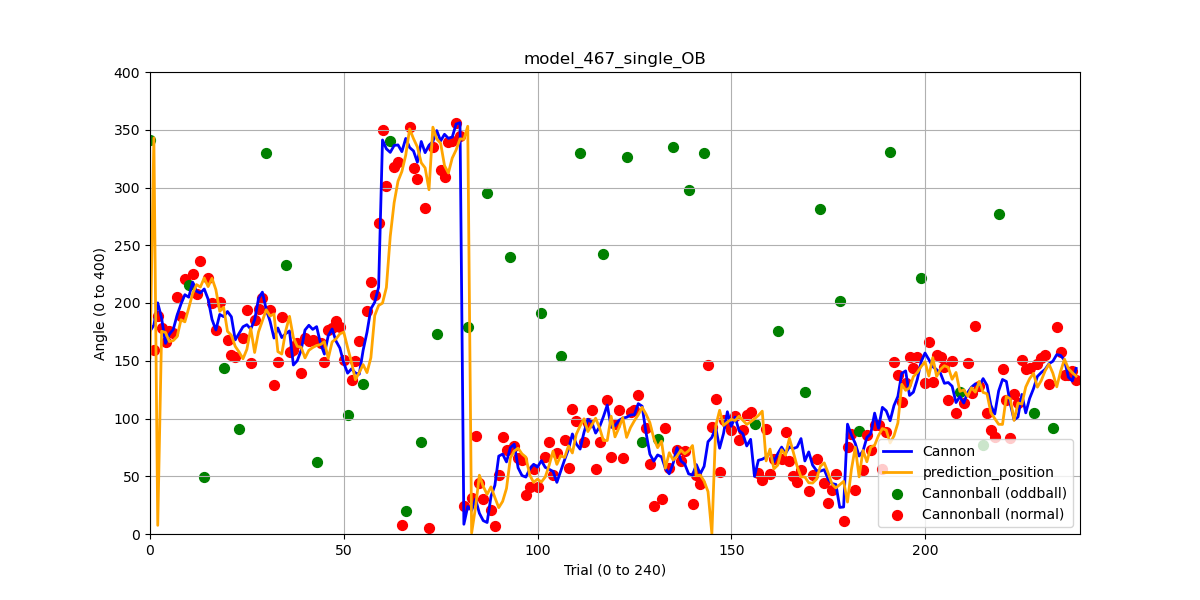 model_467_single_OB
400
350
300
250
200
150
100
50
0
Angle (0 to 400)
0 50 100 150 200
Trial (0 to 240)
Cannon
prediction_position
Cannonball (oddball)
Cannonball (normal)